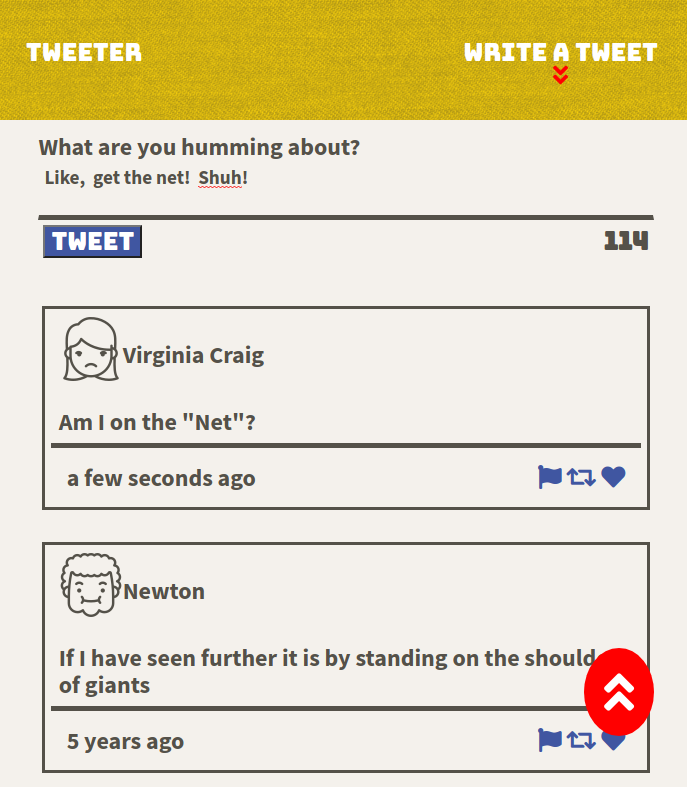 TWEETER
WRITE A TWEET
What are you humming about?
Like, get the net! Shuh!
TWEET
114
Virginia Craig
Am I on the "Net"?
a few seconds ago
Newton
If I have seen further it is by standing on the
of giants
5 years ago